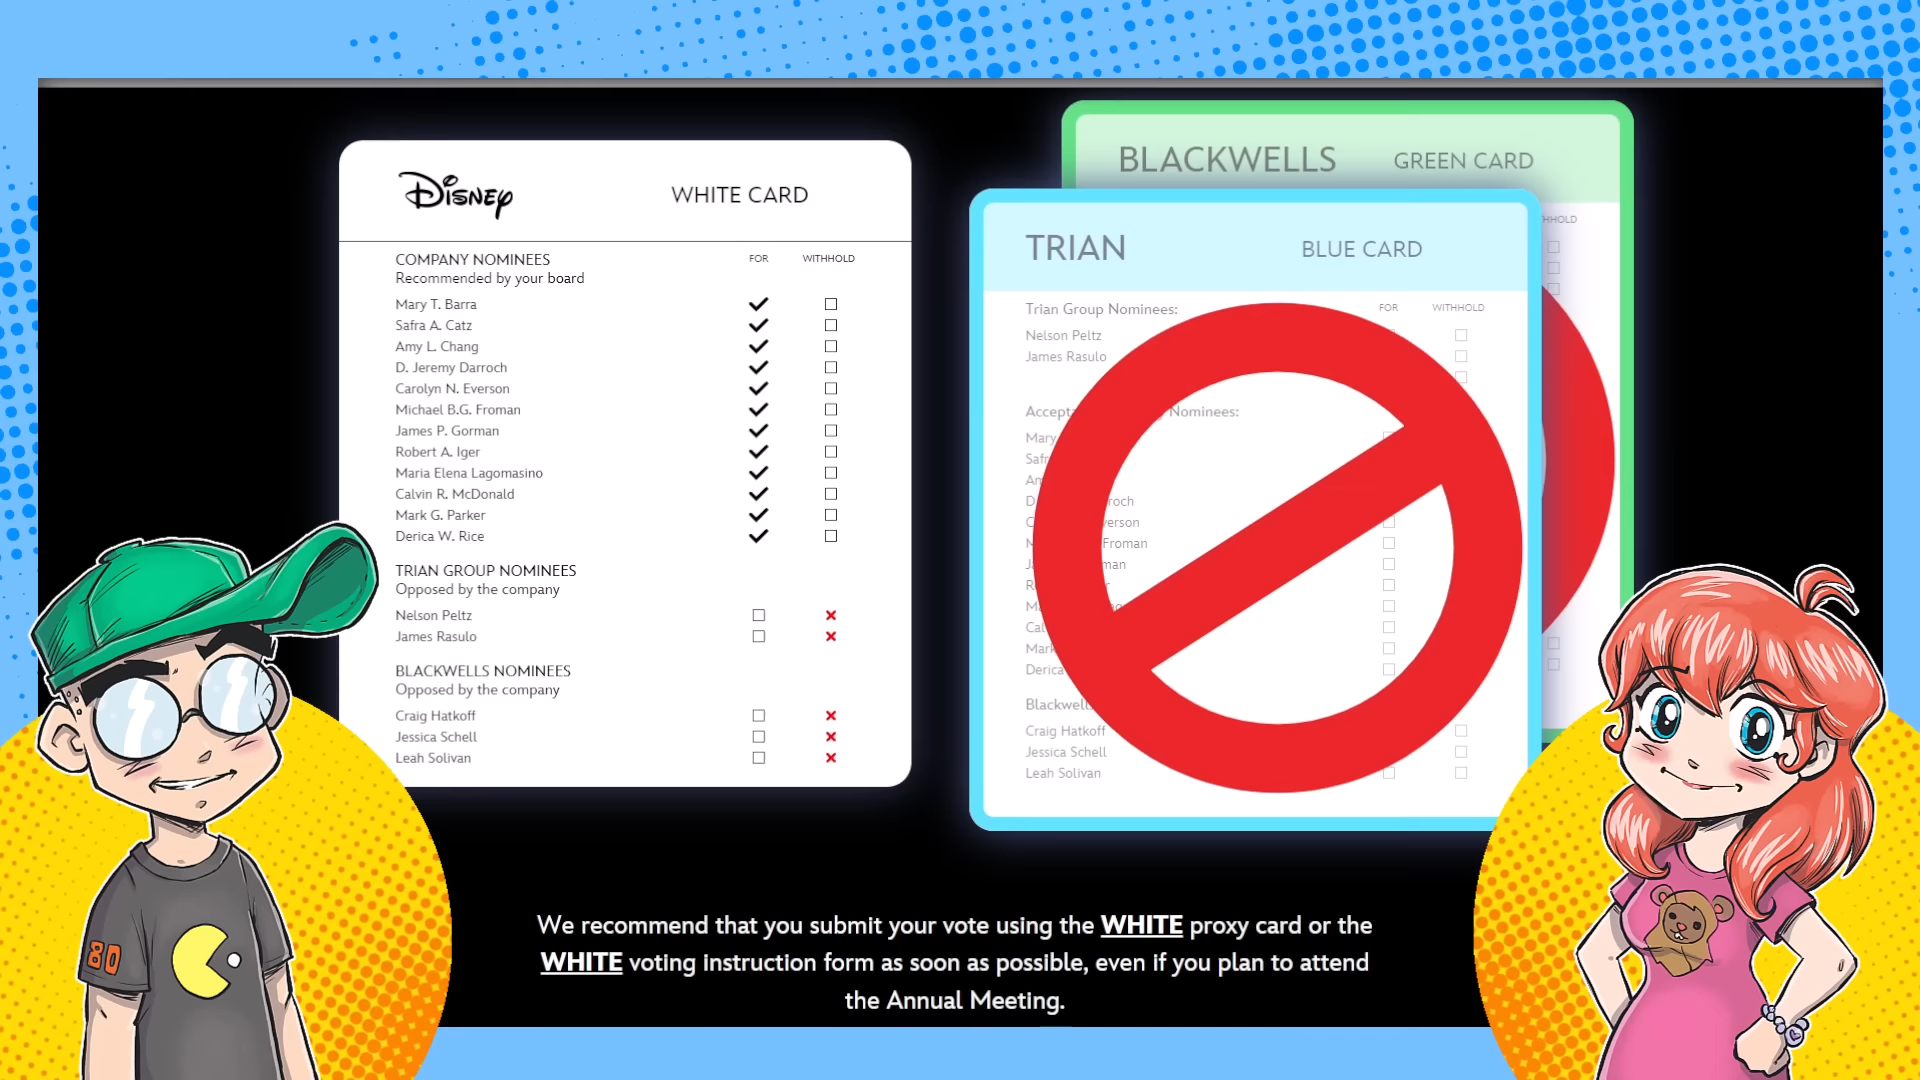 Disney WHITE CARD
COMPANY NOMINEES FOR WITHHOLD
Recommended by your board
Mary T. Barra
Safra A. Catz
Amy L. Chang
D. Jeremy Darroch
Carolyn N. Everson
Michael B.G. Froman
James P. Gorman
Robert A. Iger
Maria Elena Lagomasino
Calvin R. McDonald
Mark G. Parker
Derica W. Rice
TRIAN GROUP NOMINEES
Opposed by the company
Nelson Peltz
James Rasulo
BLACKWELLS NOMINEES
Opposed by the company
Craig Hatkoff
Jessica Schell
Leah Solivan
BLACKWELLS GREEN CARD
TRIAN BLUE CARD
Trian Group Nominees: FOR WITHHOLD
Nelson Peltz
James Rasulo
Nominees:
Mary
Froman
Mark
Derica
Craig Hatkoff
Jessica Schell
Leah Solivan
We recommend that you submit your vote using the WHITE proxy card or the
WHITE voting instruction form as soon as possible, even if you plan to attend
the Annual Meeting.
80